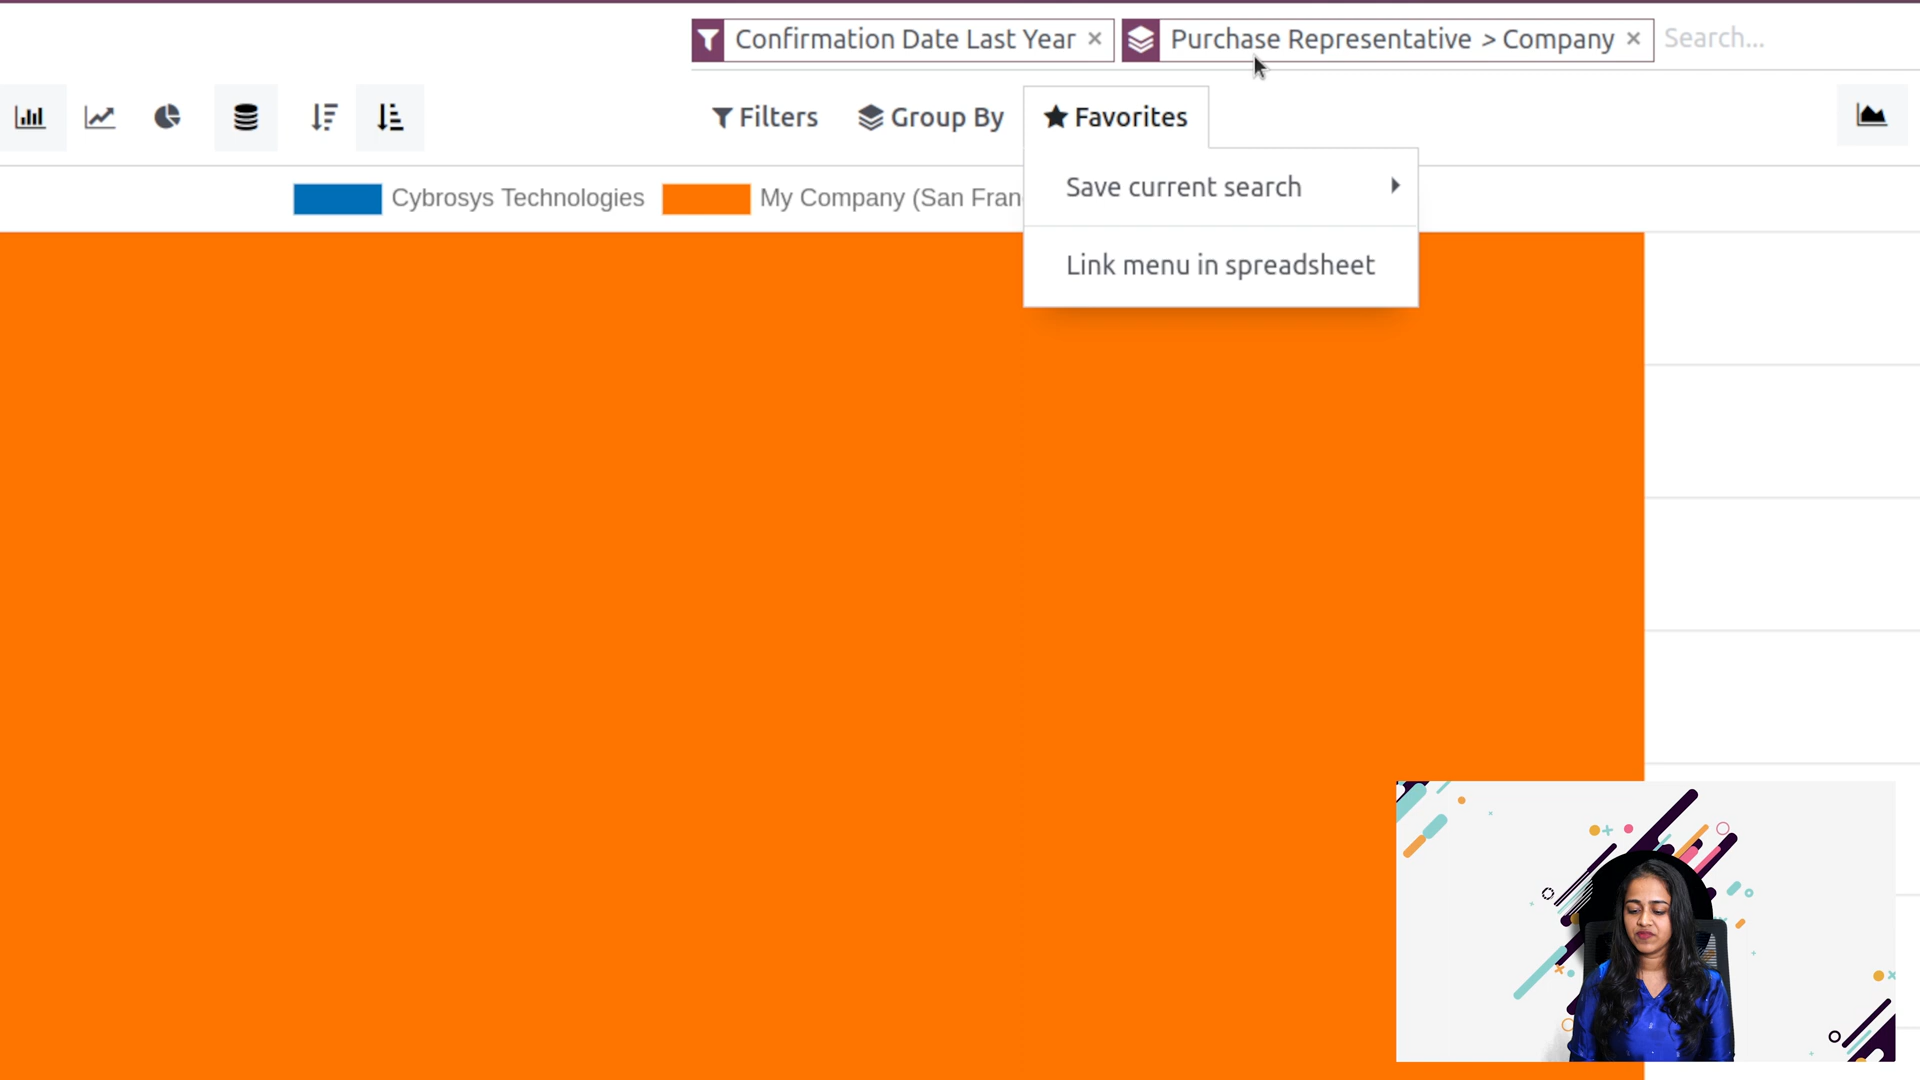 Confirmation Date Last Year × Purchase Representative > Company × Search...
Filters Group By Favorites
Cybrosys Technologies My Company (San Fran
Save current search
Link menu in spreadsheet